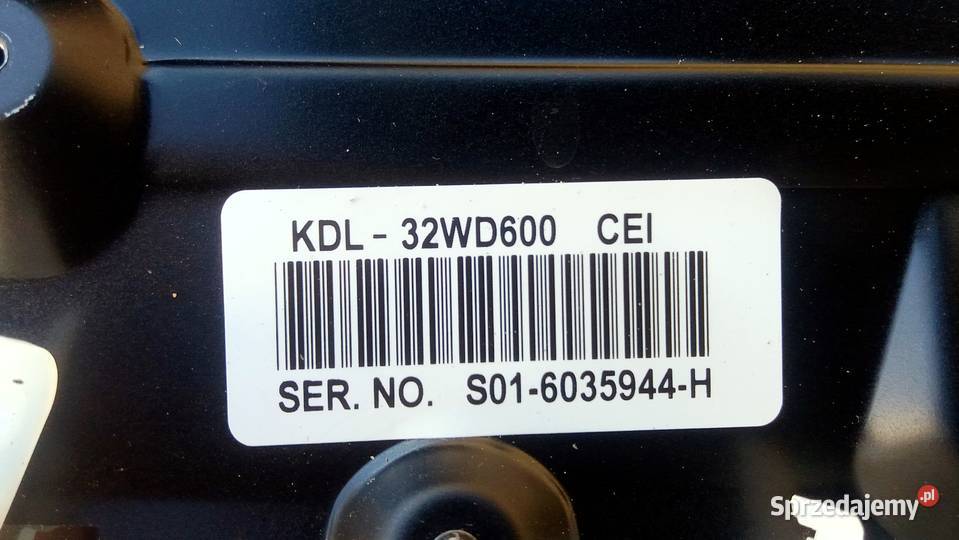 KDL - 32WD600 CEI
SER. NO. S01-6035944-H
Sprzedajemy.pl